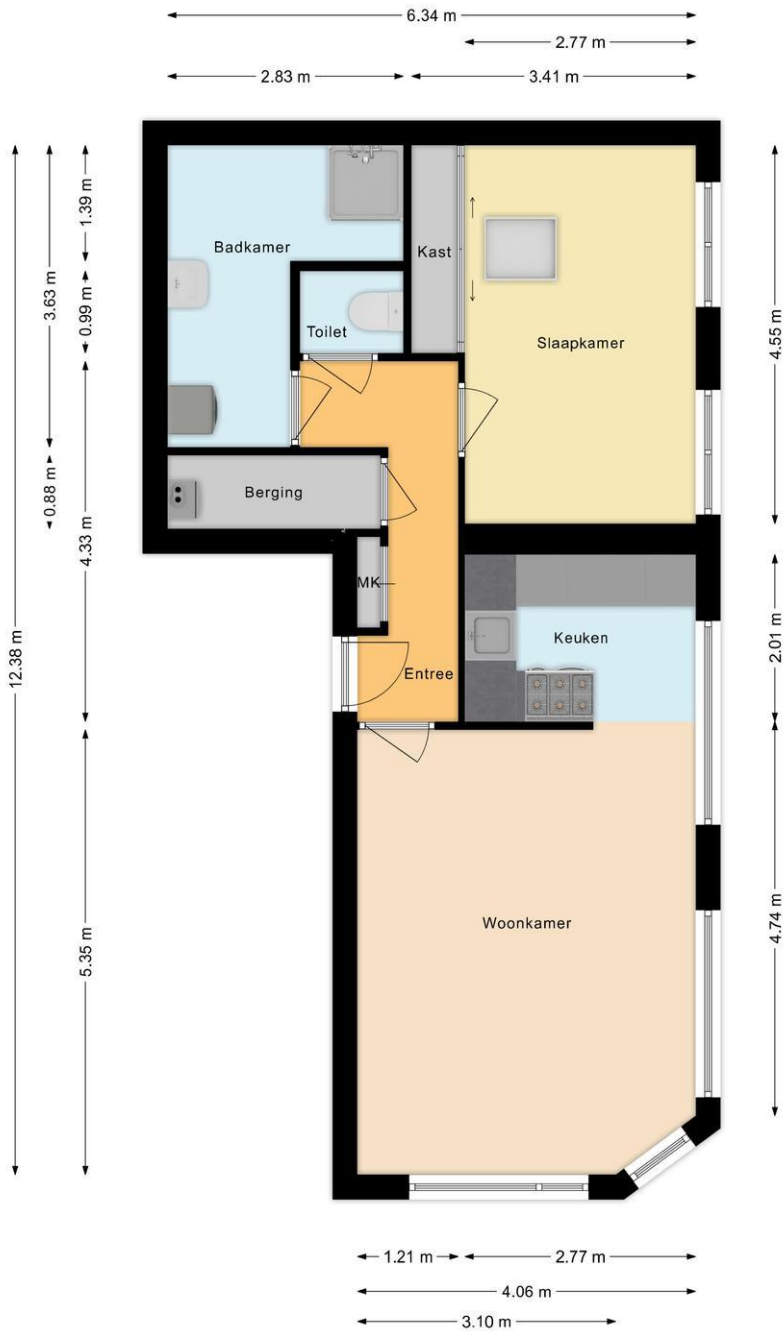 6.34 m
2.77 m
2.83 m
3.41 m
12.38 m
3.63 m
0.88 m
1.39 m
0.99 m
4.33 m
5.35 m
Badkamer
Kast
Toilet
Slaapkamer
Berging
MK
Keuken
Entree
Woonkamer
4.55 m
2.01 m
4.74 m
1.21 m
2.77 m
4.06 m
3.10 m